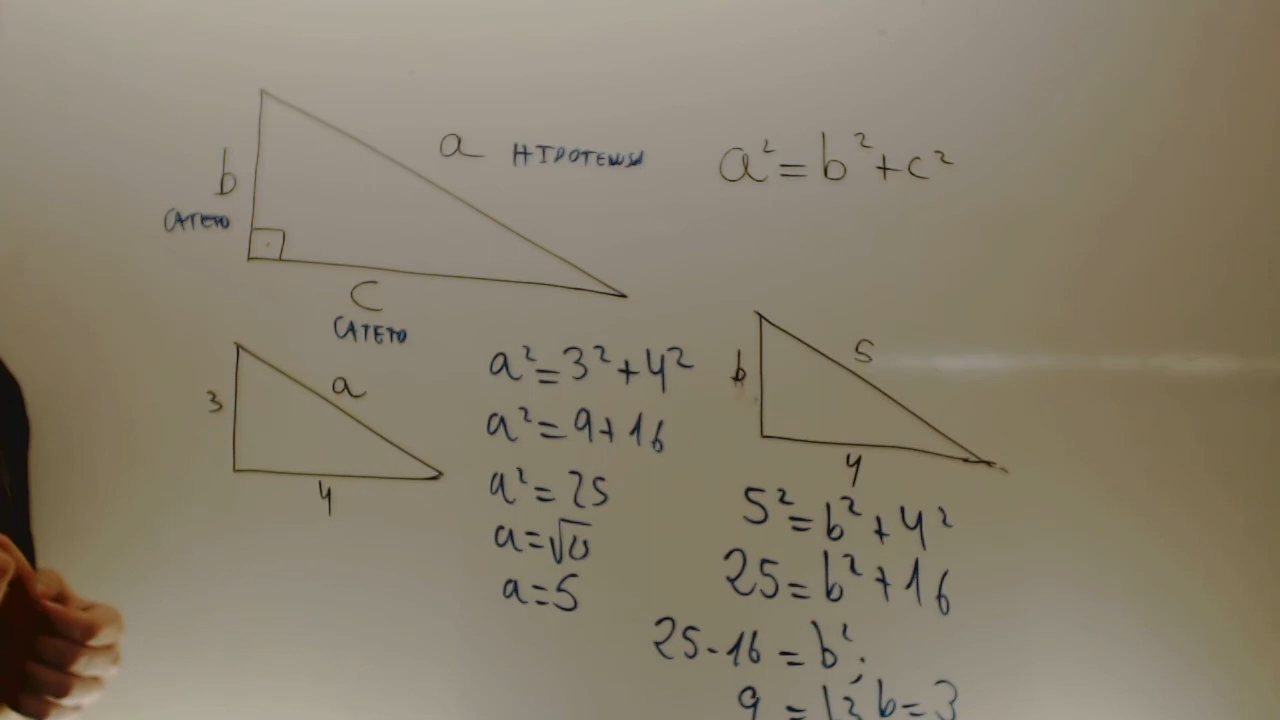 a HIPOTENUSA
a² = b² + c²
b
CATETO
c
CATETO
3
a
4
a² = 3² + 4²
a² = 9 + 16
a² = 25
a = 5
b
5
4
5² = b² + 4²
25 = b² + 16
25 - 16 = b²;
b = 3